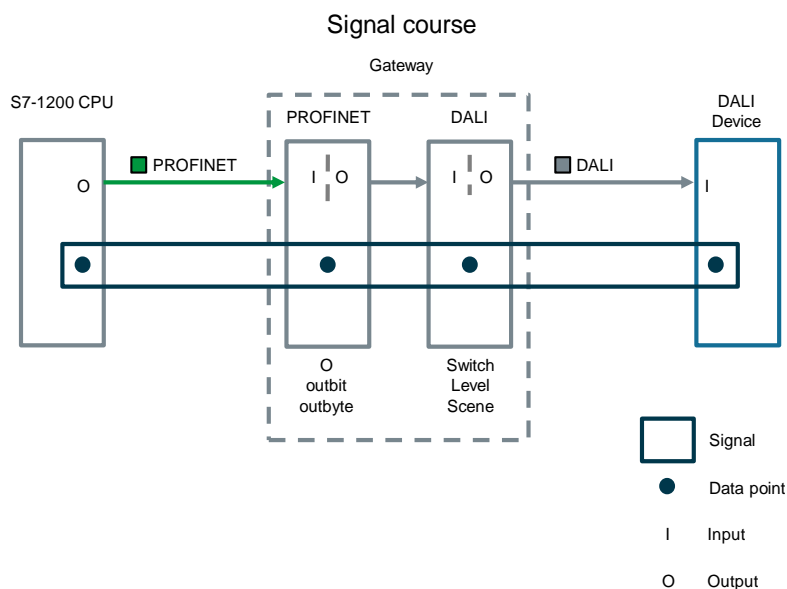 Signal course
Gateway
S7-1200 CPU
PROFINET
DALI
DALI
Device
O
PROFINET
I
O
I
O
DALI
I
O
outbit
outbyte
Switch
Level
Scene
Signal
Data point
I Input
O Output